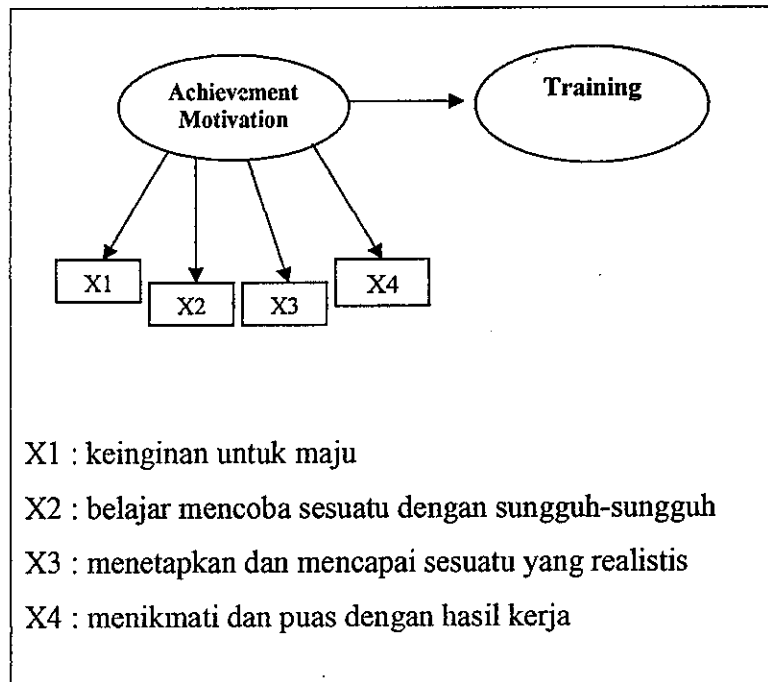 Achievement
Motivation
Training
X1
X2
X3
X4
X1 : keinginan untuk maju
X2 : belajar mencoba sesuatu dengan sungguh-sungguh
X3 : menetapkan dan mencapai sesuatu yang realistis
X4 : menikmati dan puas dengan hasil kerja